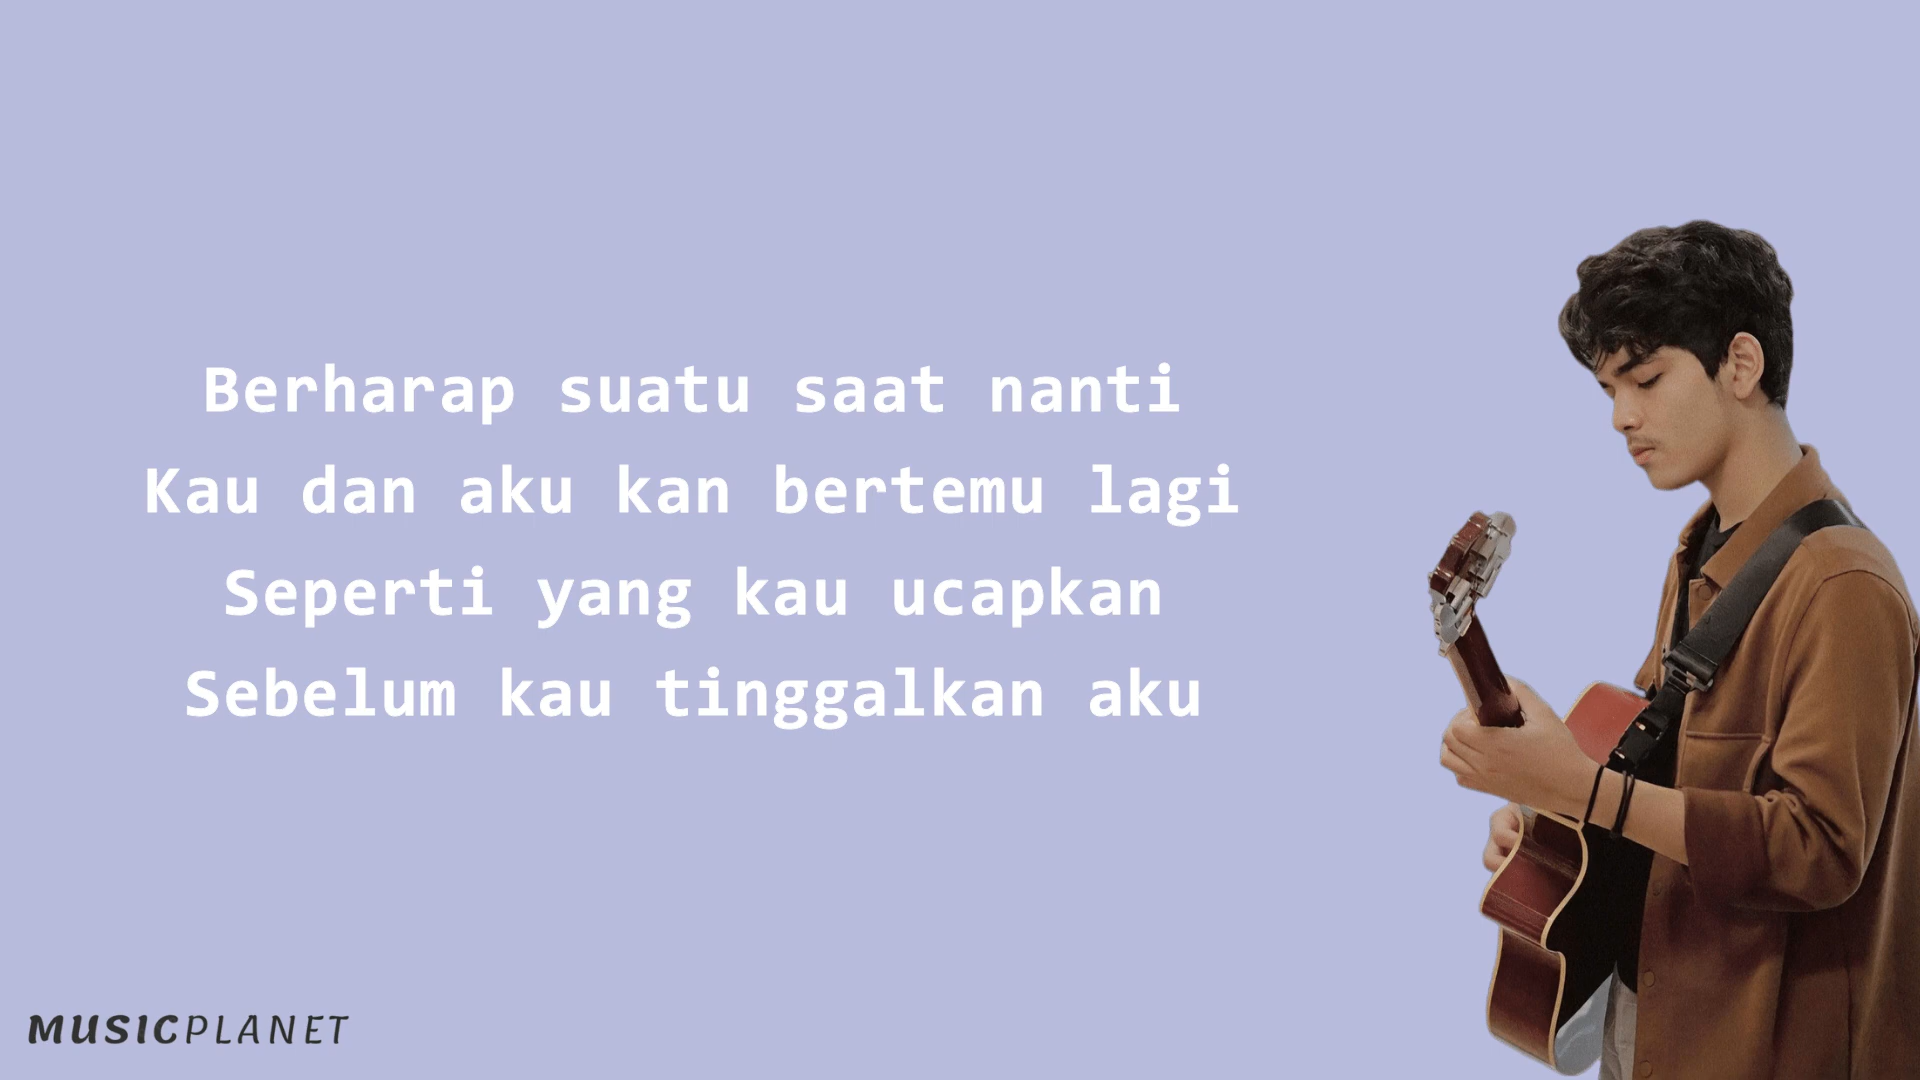 Berharap suatu saat nanti
Kau dan aku kan bertemu lagi
Seperti yang kau ucapkan
Sebelum kau tinggalkan aku
MUSICPLANET